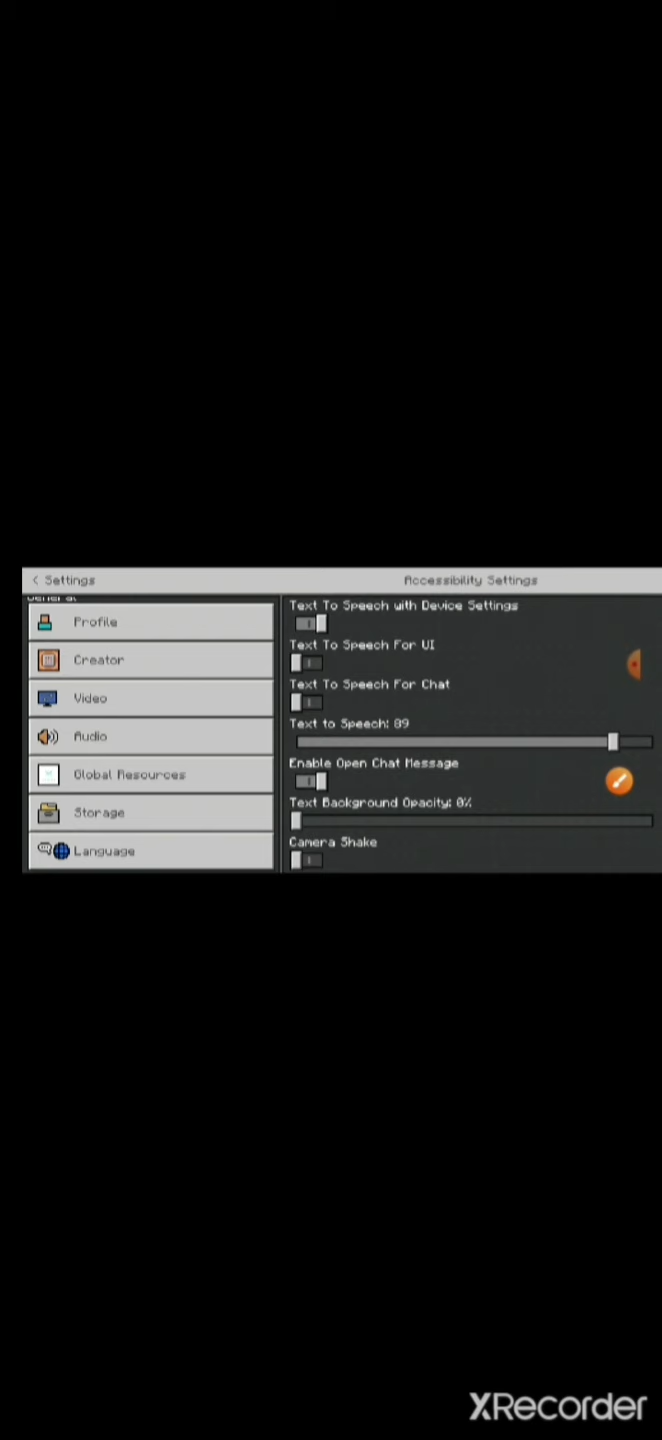 < Settings
Accessibility Settings
General
Profile
Creator
Video
Audio
Global Resources
Storage
Language
Text To Speech with Device Settings
Text To Speech For UI
Text To Speech For Chat
Text to Speech: 89
Enable Open Chat Message
Text Background Opacity: 0%
Camera Shake
XRecorder